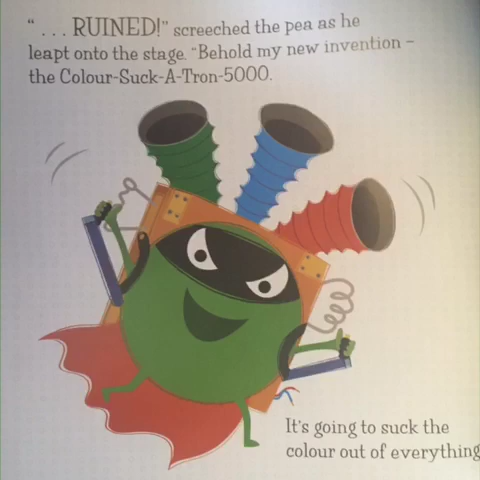 “ . . . RUINED!” screeched the pea as he
leapt onto the stage. “Behold my new invention –
the Colour-Suck-A-Tron-5000.
It's going to suck the
colour out of everything